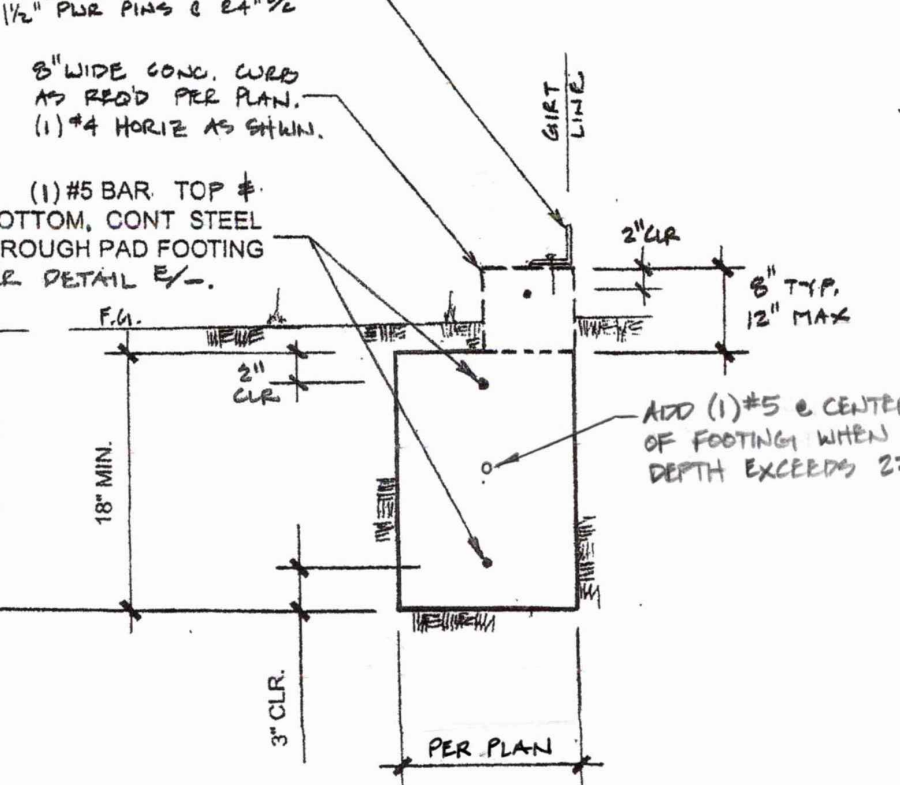 1½" PWR PINS @ 24" o/c
8" WIDE CONC. CURB
AS REQ'D PER PLAN.
(1) #4 HORIZ AS SHWN.
(1) #5 BAR TOP &
OTTOM, CONT STEEL
ROUGH PAD FOOTING
R DETAIL E/–.
GIRT
LINE
2" CLR
8" TYP.
12" MAX
F.G.
2"
CLR
ADD (1) #5 @ CENTE
OF FOOTING WHEN
DEPTH EXCEEDS 2
18" MIN.
3" CLR.
PER PLAN